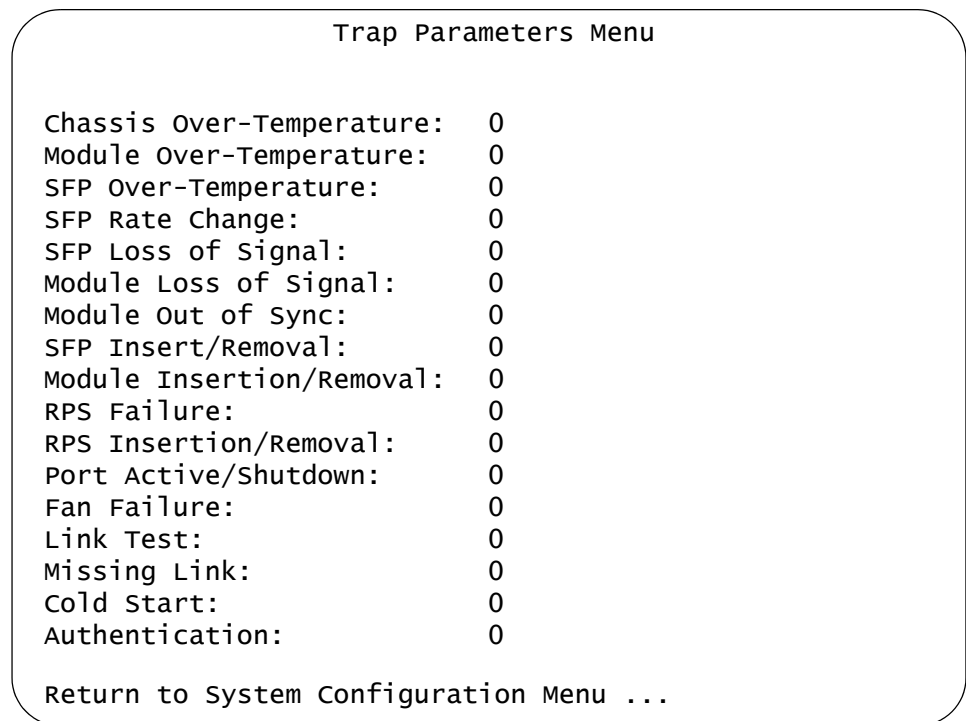 Trap Parameters Menu
Chassis Over-Temperature: 0
Module Over-Temperature: 0
SFP Over-Temperature: 0
SFP Rate Change: 0
SFP Loss of Signal: 0
Module Loss of Signal: 0
Module Out of Sync: 0
SFP Insert/Removal: 0
Module Insertion/Removal: 0
RPS Failure: 0
RPS Insertion/Removal: 0
Port Active/Shutdown: 0
Fan Failure: 0
Link Test: 0
Missing Link: 0
Cold Start: 0
Authentication: 0
Return to System Configuration Menu ...